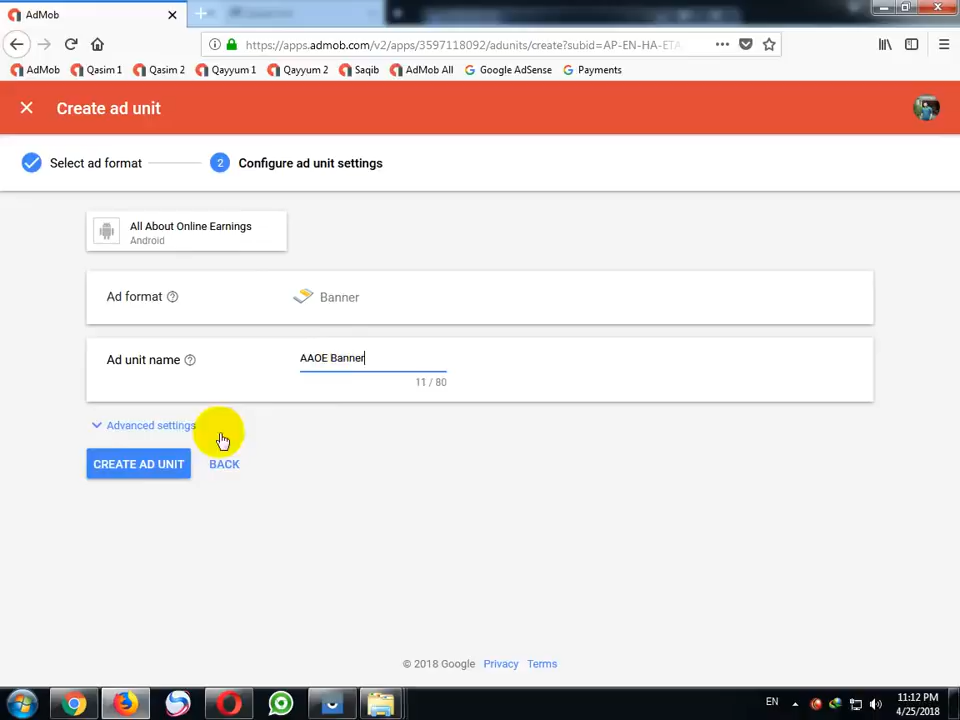 AdMob
https://apps.admob.com/v2/apps/3597118092/adunits/create?subid=AP-EN-HA-ETA
AdMob Qasim 1 Qasim 2 Qayyum 1 Qayyum 2 Saqib AdMob All Google AdSense Payments
Create ad unit
Select ad format 2 Configure ad unit settings
All About Online Earnings
Android
Ad format Banner
Ad unit name AAOE Banner
11 / 80
Advanced settings
CREATE AD UNIT BACK
© 2018 Google Privacy Terms
EN 11:12 PM
4/25/2018